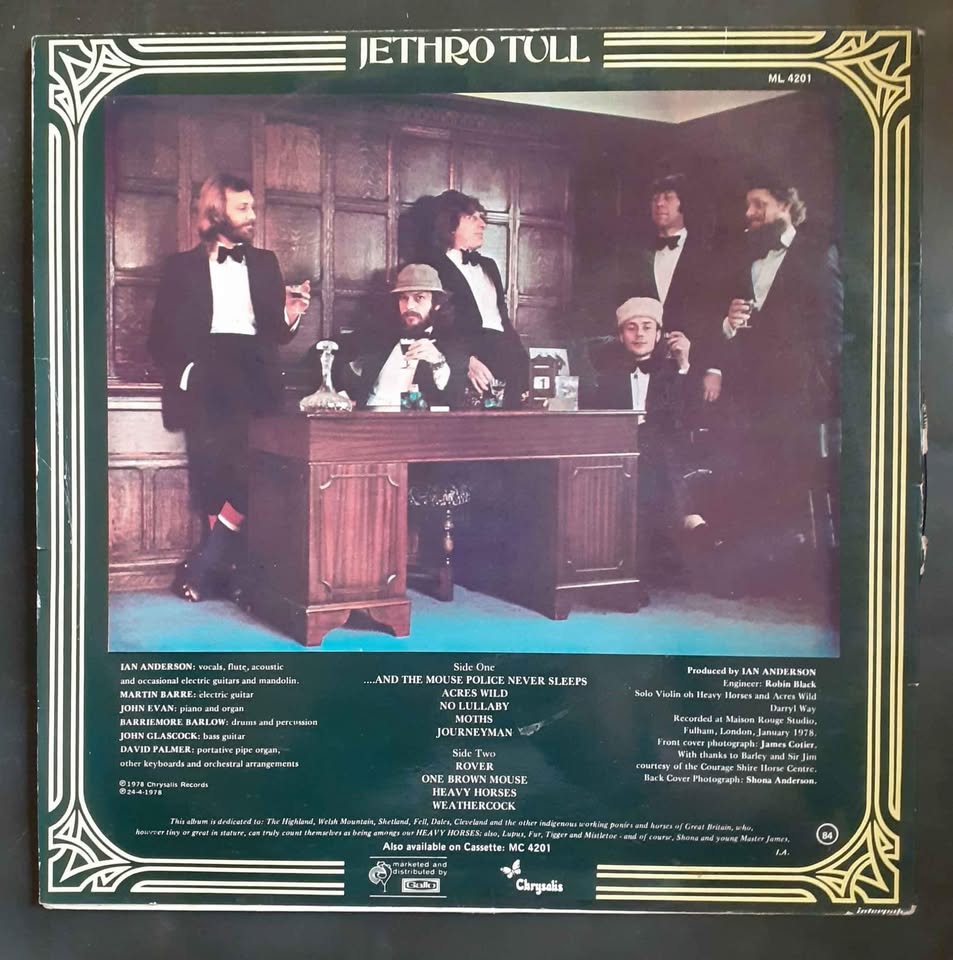 JETHRO TULL
ML 4201
1
IAN ANDERSON: vocals, flute, acoustic
and occasional electric guitars and mandolin.
MARTIN BARRE: electric guitar
JOHN EVAN: piano and organ
BARRIEMORE BARLOW: drums and percussion
JOHN GLASCOCK: bass guitar
DAVID PALMER: portative pipe organ,
other keyboards and orchestral arrangements
℗1978 Chrysalis Records
℗24-4-1978
Side One
....AND THE MOUSE POLICE NEVER SLEEPS
ACRES WILD
NO LULLABY
MOTHS
JOURNEYMAN
Side Two
ROVER
ONE BROWN MOUSE
HEAVY HORSES
WEATHERCOCK
Produced by IAN ANDERSON
Engineer: Robin Black
Solo Violin on Heavy Horses and Acres Wild
Darryl Way
Recorded at Maison Rouge Studio,
Fulham, London, January 1978.
Front cover photograph: James Cotier.
With thanks to Barley and Sir Jim
courtesy of the Courage Shire Horse Centre.
Back Cover Photograph: Shona Anderson.
This album is dedicated to: The Highland, Welsh Mountain, Shetland, Fell, Dales, Cleveland and the other indigenous working ponies and horses of Great Britain, who,
however tiny or great in stature, can truly count themselves as being amongs our HEAVY HORSES: also, Lupus, Fur, Tigger and Mistletoe - and of course, Shona and young Master James.
I.A.
84
Also available on Cassette: MC 4201
marketed and
distributed by
Gallo
Chrysalis
interpak